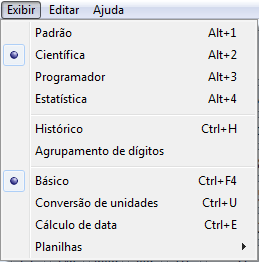 Exibir Editar Ajuda
Padrão Alt+1
Científica Alt+2
Programador Alt+3
Estatística Alt+4
Histórico Ctrl+H
Agrupamento de dígitos
Básico Ctrl+F4
Conversão de unidades Ctrl+U
Cálculo de data Ctrl+E
Planilhas